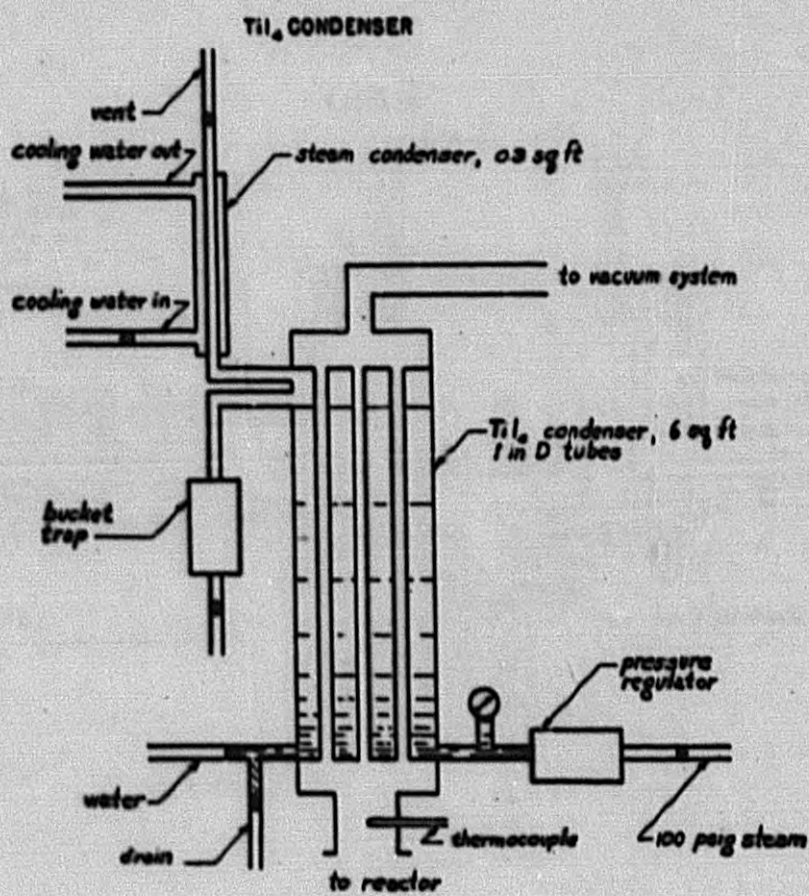 TiI₄ CONDENSER
vent
cooling water out
steam condenser, 0.3 sq ft
to vacuum system
cooling water in
TiI₄ condenser, 6 sq ft
1 in D tubes
bucket
trap
pressure
regulator
water
drain
thermocouple
100 psig steam
to reactor